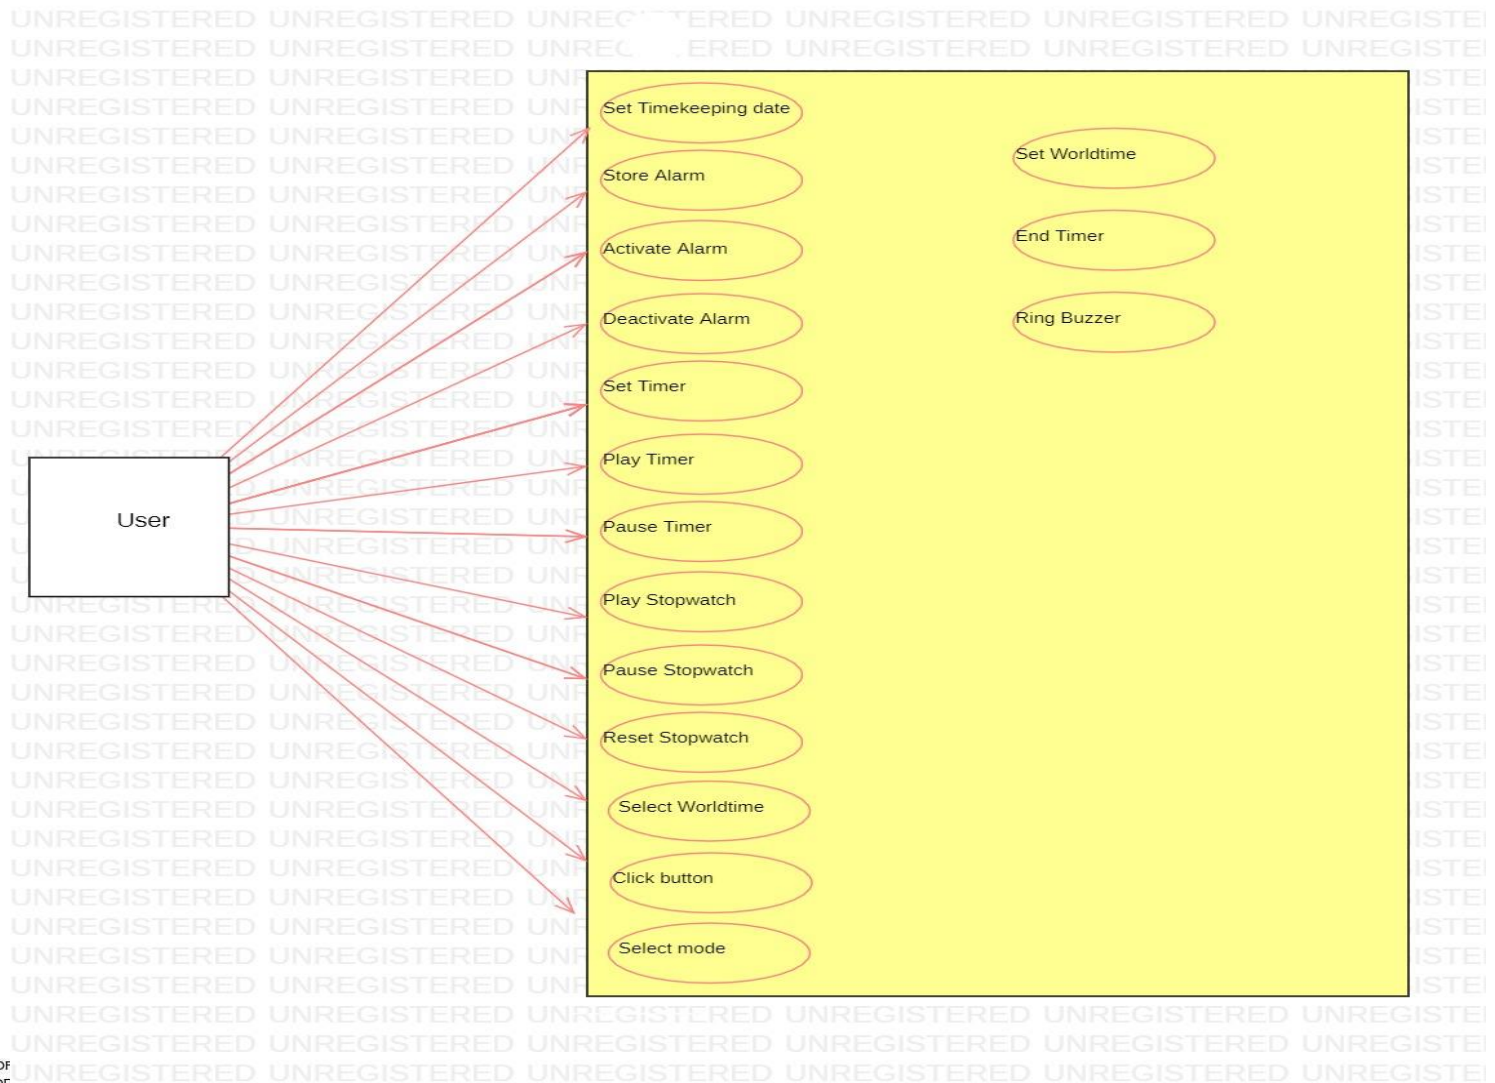 Set Timekeeping date
Store Alarm
Activate Alarm
Deactivate Alarm
Set Timer
Play Timer
Pause Timer
Play Stopwatch
Pause Stopwatch
Reset Stopwatch
Select Worldtime
Click button
Select mode
Set Worldtime
End Timer
Ring Buzzer
User
UNREGISTERED